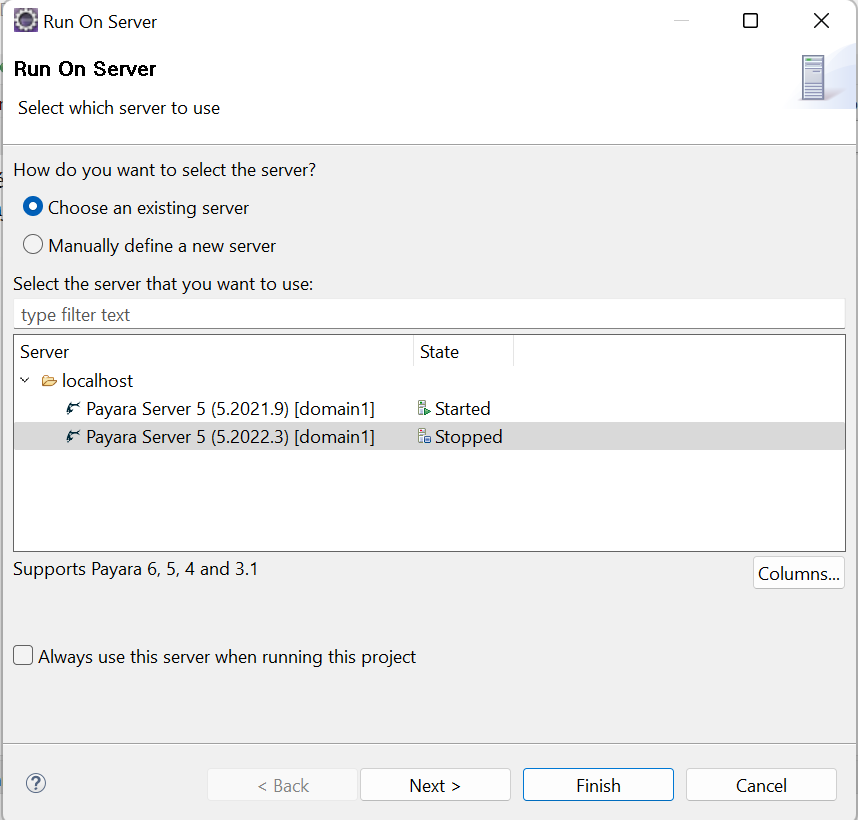 Run On Server
Run On Server
Select which server to use
How do you want to select the server?
Choose an existing server
Manually define a new server
Select the server that you want to use:
type filter text
Server State
localhost
Payara Server 5 (5.2021.9) [domain1] Started
Payara Server 5 (5.2022.3) [domain1] Stopped
Supports Payara 6, 5, 4 and 3.1
Columns...
Always use this server when running this project
< Back Next > Finish Cancel